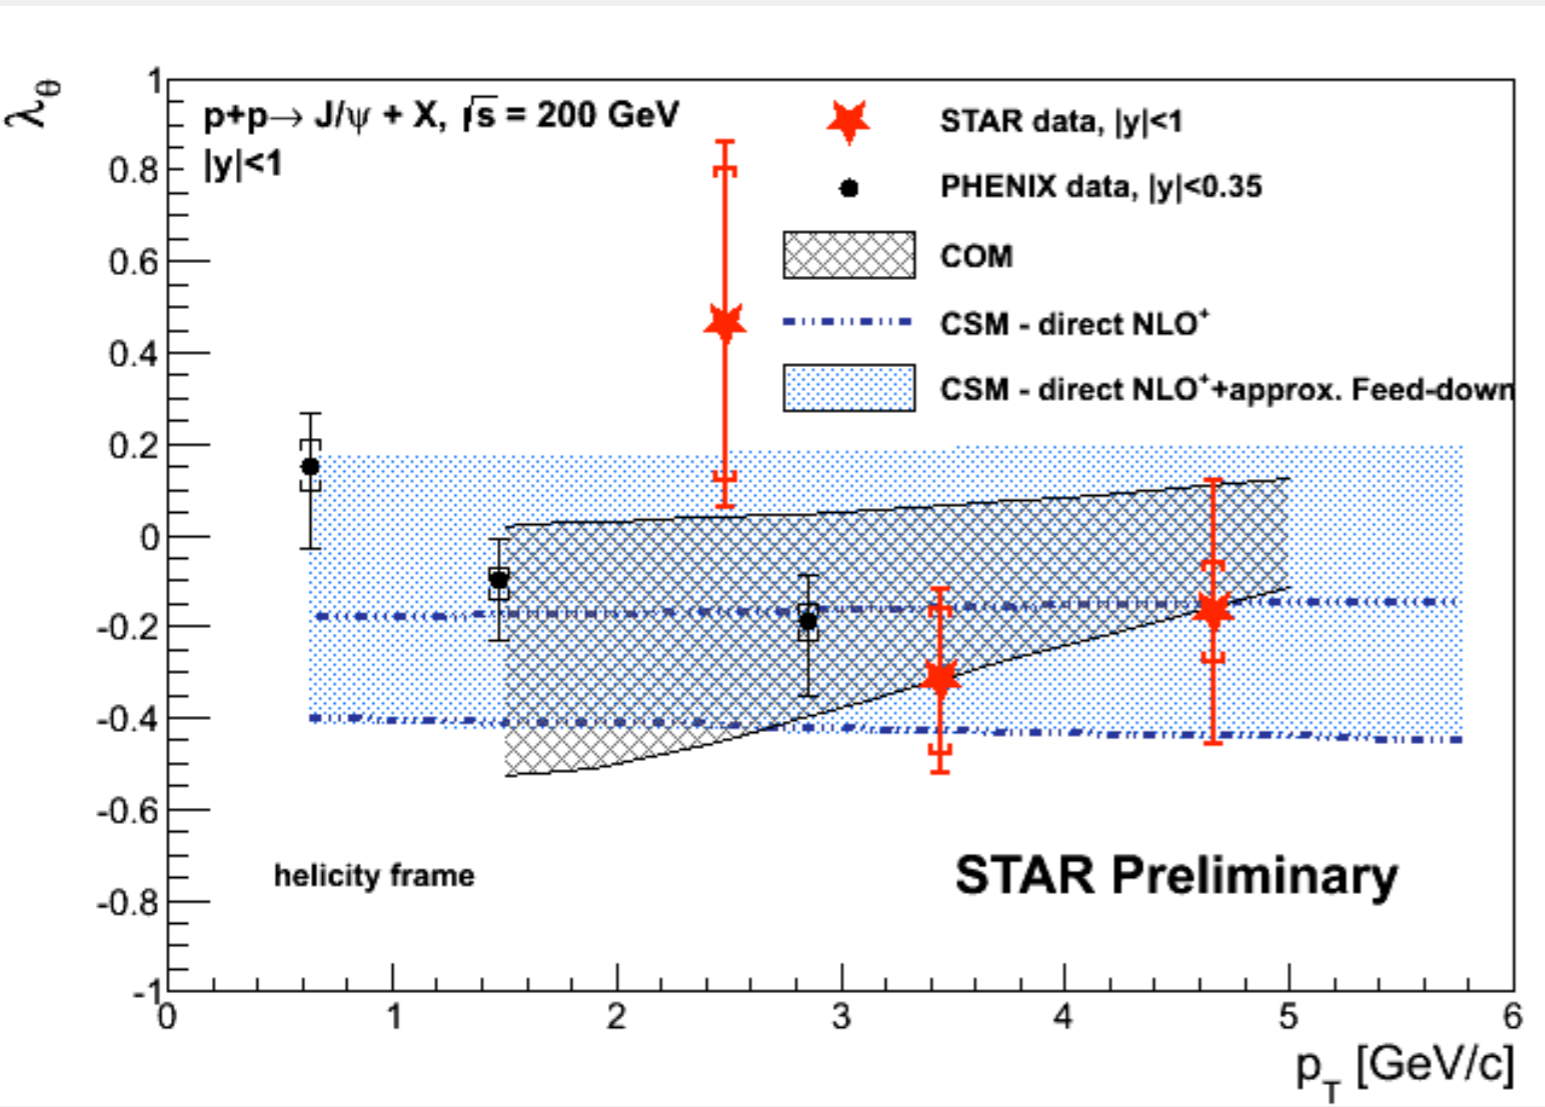 λθ
p+p→ J/ψ + X, √s = 200 GeV
|y|<1
STAR data, |y|<1
PHENIX data, |y|<0.35
COM
CSM - direct NLO⁺
CSM - direct NLO⁺+approx. Feed-down
1
0.8
0.6
0.4
0.2
0
-0.2
-0.4
-0.6
-0.8
-1
helicity frame
STAR Preliminary
0 1 2 3 4 5 6
pT [GeV/c]